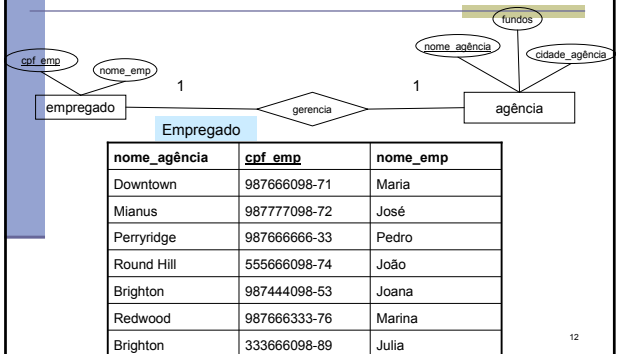 fundos
cpf_emp
nome_emp
nome_agência
cidade_agência
1
1
empregado
gerencia
agência
Empregado
nome_agência cpf_emp nome_emp
Downtown 987666098-71 Maria
Mianus 987777098-72 José
Perryridge 987666666-33 Pedro
Round Hill 555666098-74 João
Brighton 987444098-53 Joana
Redwood 987666333-76 Marina
Brighton 333666098-89 Julia
12